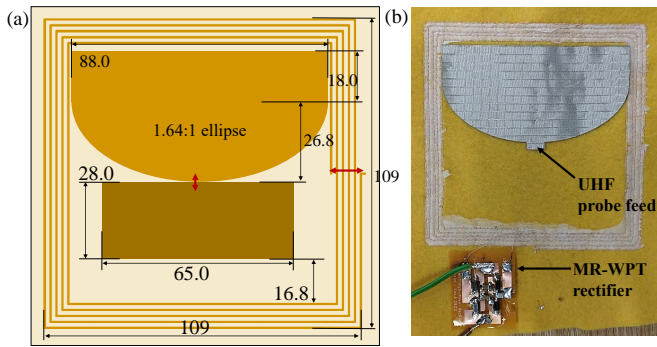 (a)
(b)
88.0
18.0
1.64:1 ellipse
26.8
109
28.0
65.0
16.8
109
UHF
probe feed
MR-WPT
rectifier